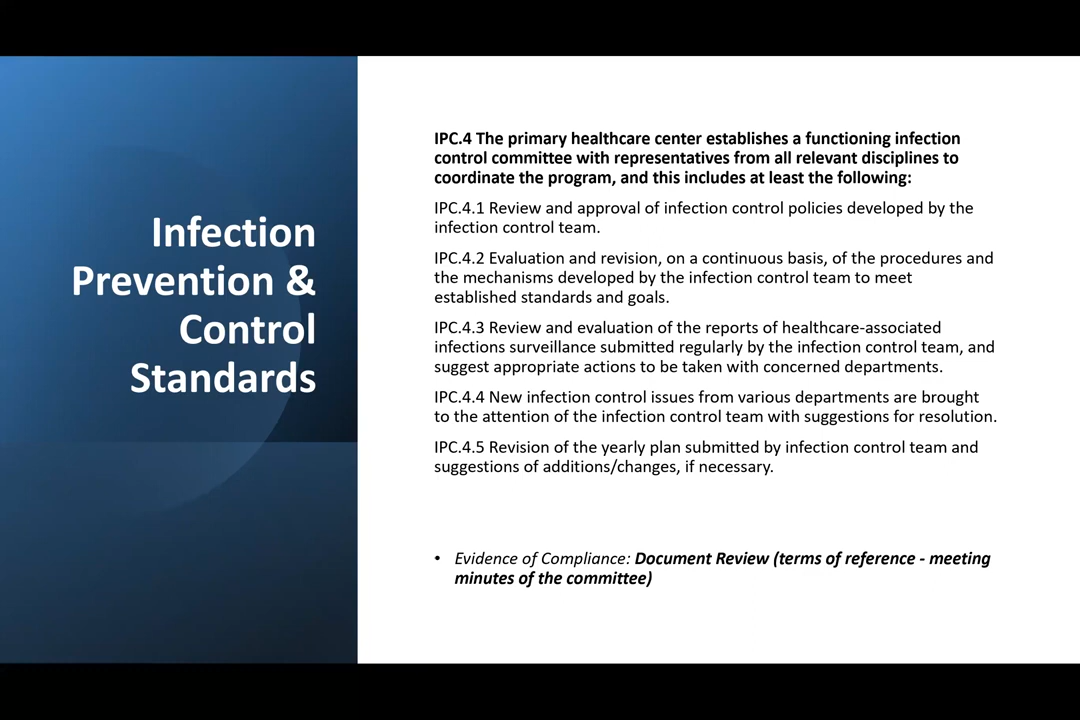 Infection
Prevention &
Control
Standards
IPC.4 The primary healthcare center establishes a functioning infection
control committee with representatives from all relevant disciplines to
coordinate the program, and this includes at least the following:
IPC.4.1 Review and approval of infection control policies developed by the
infection control team.
IPC.4.2 Evaluation and revision, on a continuous basis, of the procedures and
the mechanisms developed by the infection control team to meet
established standards and goals.
IPC.4.3 Review and evaluation of the reports of healthcare-associated
infections surveillance submitted regularly by the infection control team, and
suggest appropriate actions to be taken with concerned departments.
IPC.4.4 New infection control issues from various departments are brought
to the attention of the infection control team with suggestions for resolution.
IPC.4.5 Revision of the yearly plan submitted by infection control team and
suggestions of additions/changes, if necessary.
• Evidence of Compliance: Document Review (terms of reference - meeting
minutes of the committee)